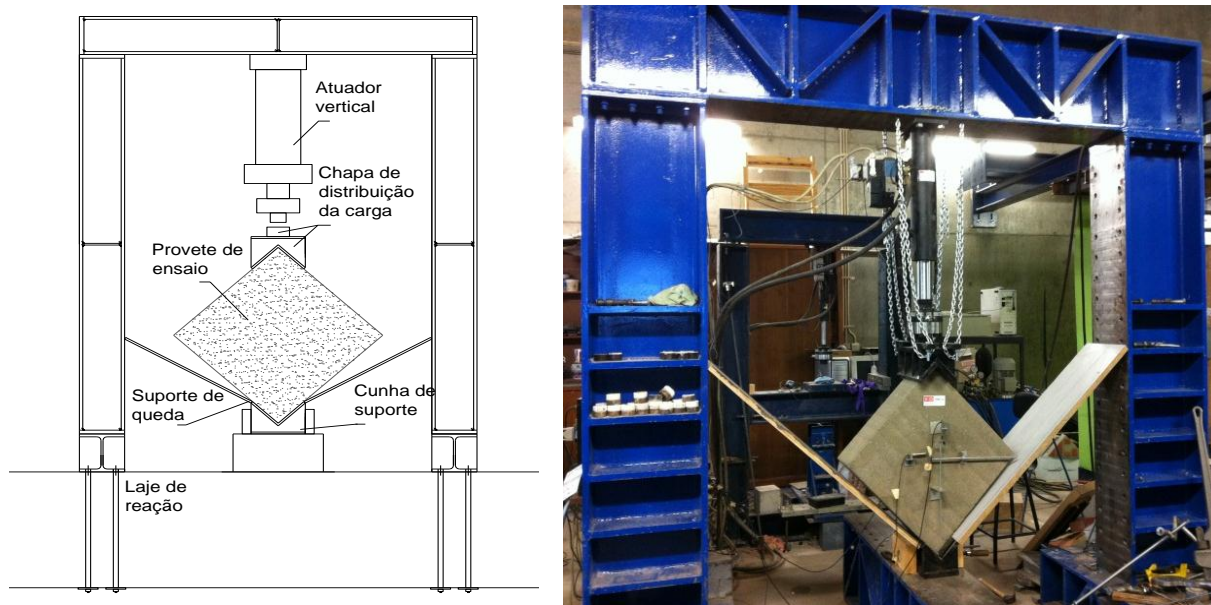 Atuador
vertical
Chapa de
distribuição
da carga
Provete de
ensaio
Suporte de
queda
Cunha de
suporte
Laje de
reação